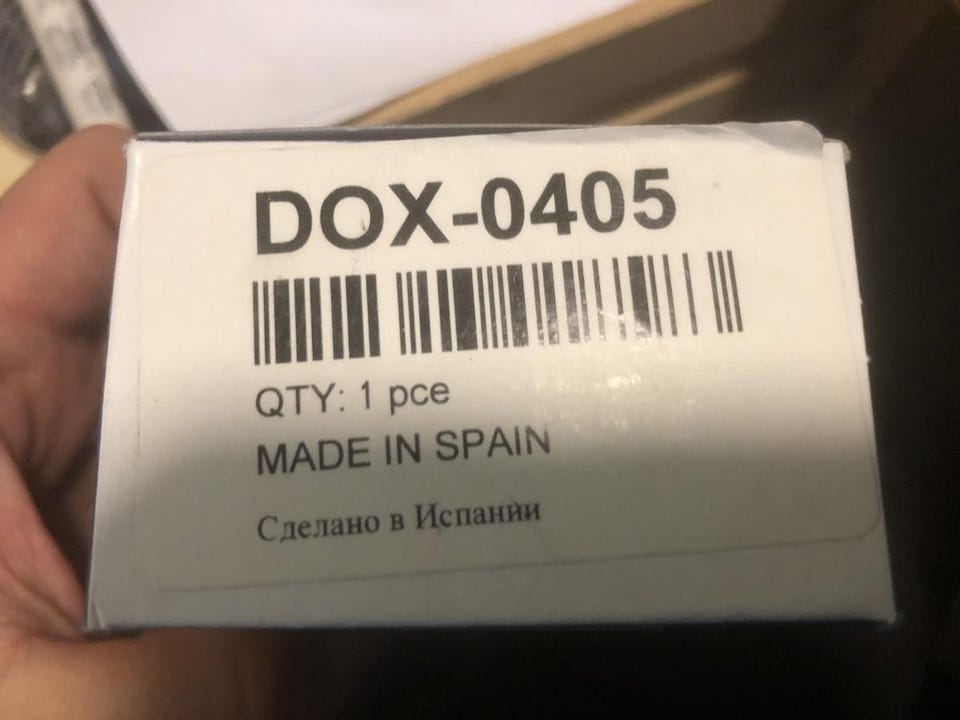 DOX-0405
QTY: 1 pce
MADE IN SPAIN
Сделано в Испании